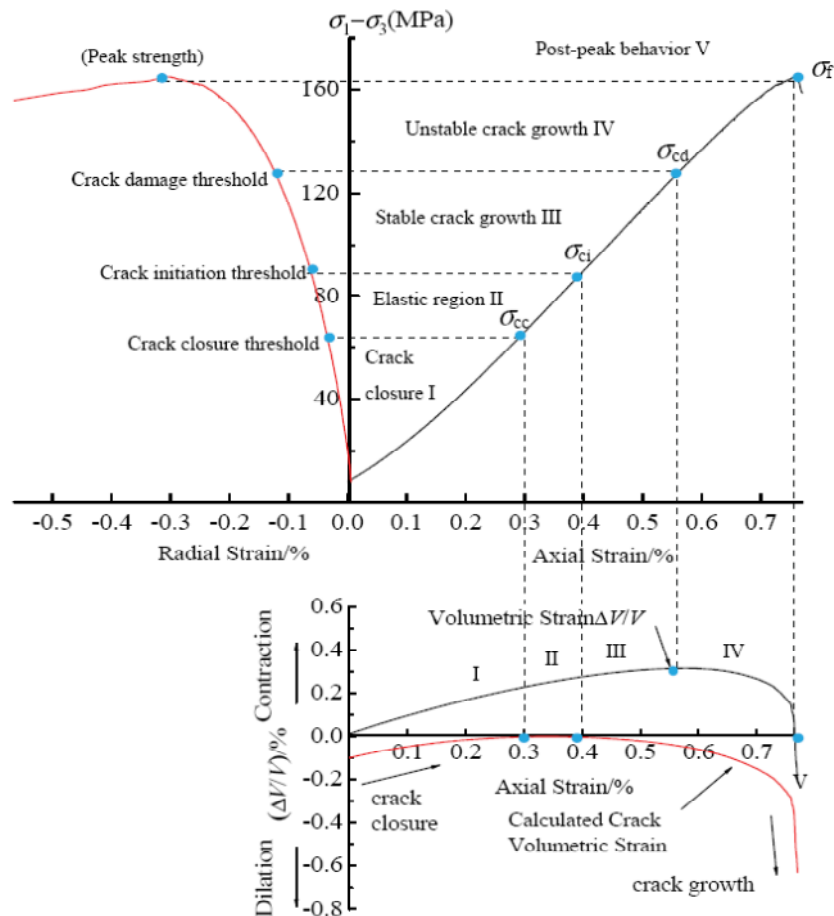 σ1−σ3(MPa)
(Peak strength)
Post-peak behavior V
σf
160
Unstable crack growth IV
σcd
Crack damage threshold
120
Stable crack growth III
σci
Crack initiation threshold
80
Elastic region II
σcc
Crack closure threshold
Crack
closure I
40
-0.5 -0.4 -0.3 -0.2 -0.1 0.0 0.1 0.2 0.3 0.4 0.5 0.6 0.7
Radial Strain/% Axial Strain/%
0.6
Volumetric StrainΔV/V
0.4
I II III IV
0.2
0.0
0.1 0.2 0.3 0.4 0.5 0.6 0.7
-0.2
Axial Strain/%
V
crack
closure
Calculated Crack
Volumetric Strain
-0.4
-0.6
crack growth
-0.8
Contraction
(ΔV/V)/%
Dilation